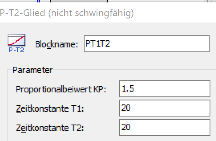 P-T2-Glied (nicht schwingfähig)
P-T2
Blockname: PT1T2
Parameter
Proportionalbeiwert KP: 1.5
Zeitkonstante T1: 20
Zeitkonstante T2: 20